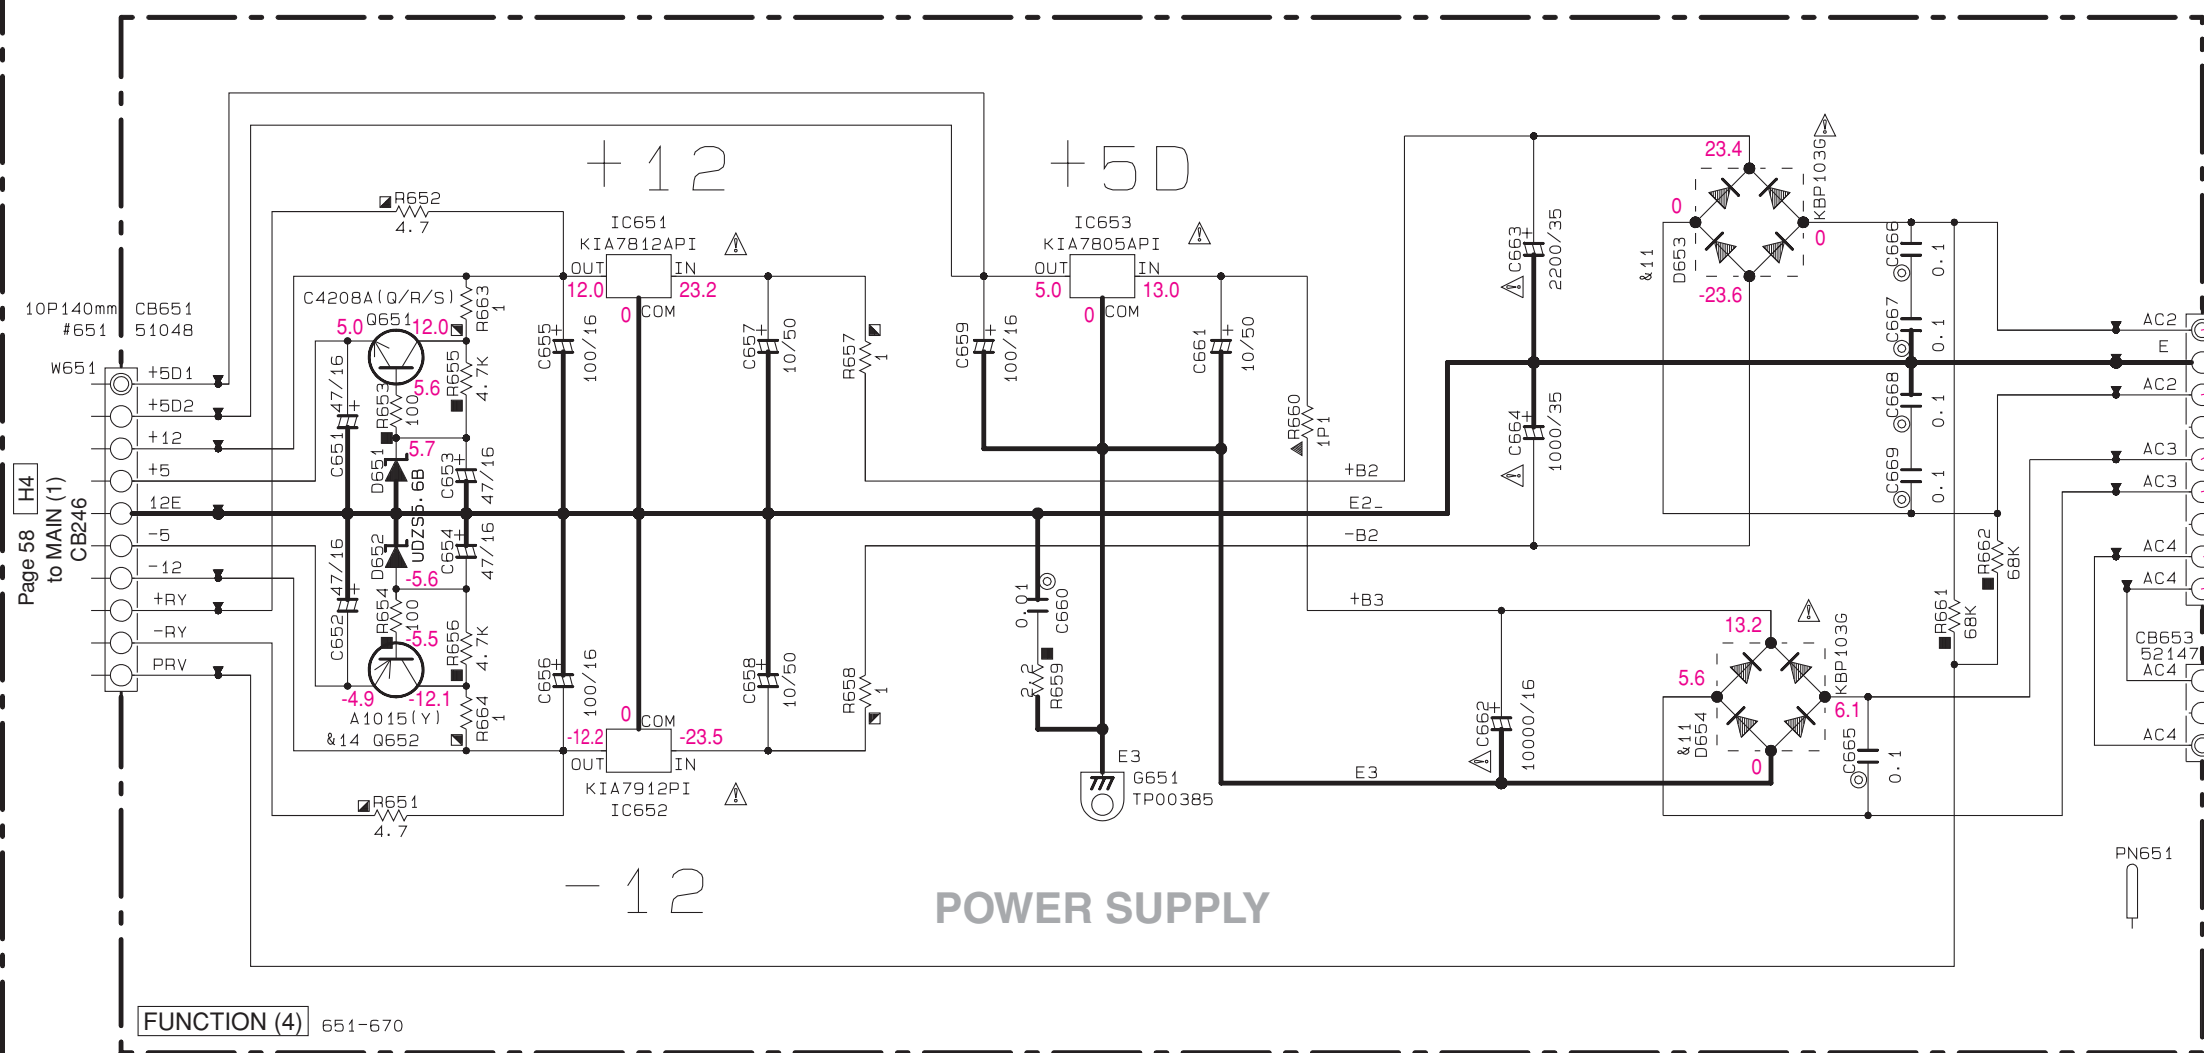 +12
+5D
R652
4.7
IC651
KIA7812API
OUT
IN
12.0
23.2
0
COM
IC653
KIA7805API
OUT
IN
5.0
13.0
0
COM
C663
2200/35
C664
1000/35
23.4
0
0
-23.6
&11
D653
KBP103G
C666
0.1
C667
0.1
C668
0.1
C669
0.1
AC2
E
AC2
AC3
AC3
AC4
AC4
CB653
52147
AC4
AC4
10P140mm
#651
CB651
51048
W651
+5D1
+5D2
+12
+5
12E
-5
-12
+RY
-RY
PRV
Page 58
H4
to MAIN (1)
CB246
C4208A(Q/R/S)
Q651
5.0
12.0
R663
1
R655
4.7K
5.6
R653
100
5.7
C651
47/16
D651
UDZS5.6B
C653
47/16
C654
47/16
D652
C652
47/16
-5.6
R654
100
-5.5
R656
4.7K
-4.9
-12.1
A1015(Y)
&14 Q652
R664
1
R651
4.7
C655
100/16
C656
100/16
C657
10/50
C658
10/50
R657
1
R658
1
0
COM
-12.2
-23.5
OUT
IN
KIA7912PI
IC652
C659
100/16
C661
10/50
R660
1P1
+B2
E2-
-B2
+B3
E3
0.01
C660
2.2
R659
E3
G651
TP00385
C662
10000/16
13.2
5.6
6.1
0
&11
D654
KBP103G
C665
0.1
R662
68K
R661
68K
PN651
-12
POWER SUPPLY
FUNCTION (4)
651-670